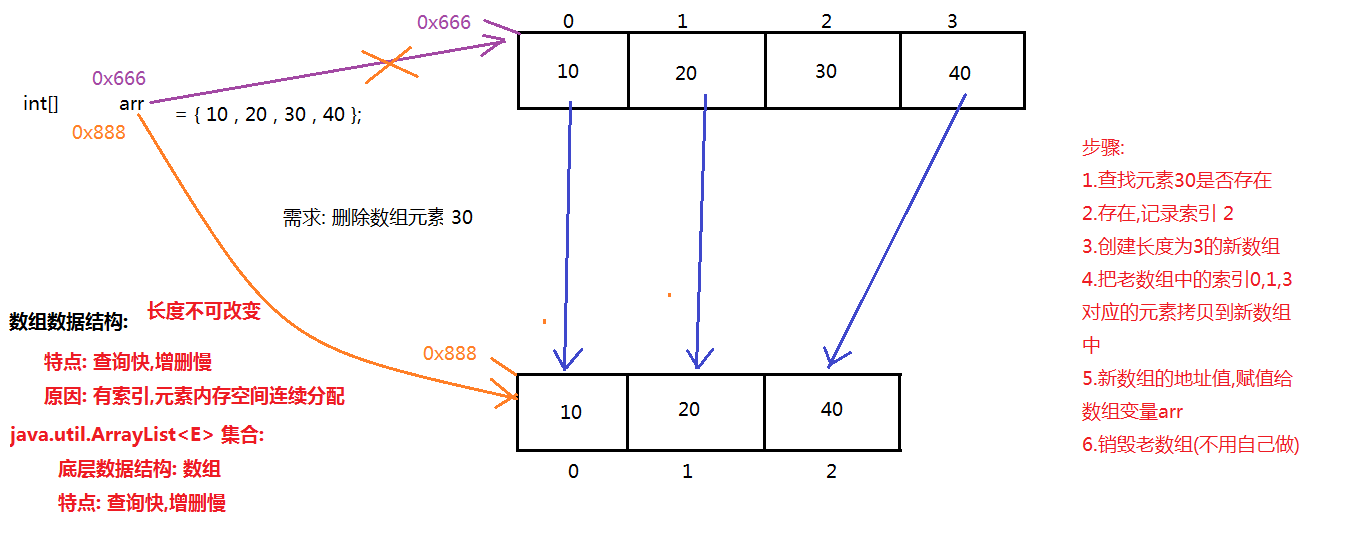 0x666
0 1 2 3
10 20 30 40
0x666
int[] arr = { 10 , 20 , 30 , 40 };
0x888
需求: 删除数组元素 30
数组数据结构: 长度不可改变
特点: 查询快,增删慢
原因: 有索引,元素内存空间连续分配
java.util.ArrayList<E> 集合:
底层数据结构: 数组
特点: 查询快,增删慢
0x888
10 20 40
0 1 2
步骤:
1.查找元素30是否存在
2.存在,记录索引 2
3.创建长度为3的新数组
4.把老数组中的索引0,1,3
对应的元素拷贝到新数组
中
5.新数组的地址值,赋值给
数组变量arr
6.销毁老数组(不用自己做)